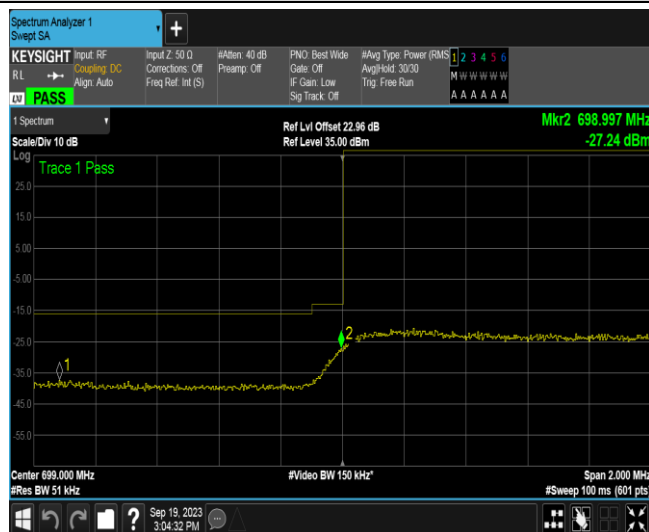 Spectrum Analyzer 1
Swept SA
+
KEYSIGHT Input: RF Input Z: 50 Ω #Atten: 40 dB PNO: Best Wide #Avg Type: Power (RMS 1 2 3 4 5 6
RL Coupling: DC Corrections: Off Preamp: Off Gate: Off Avg|Hold: 30/30 M W W W W W
Align: Auto Freq Ref: Int (S) IF Gain: Low Trig: Free Run
LXI PASS Sig Track: Off A A A A A A
1 Spectrum Ref Lvl Offset 22.96 dB Mkr2 698.997 MHz
Scale/Div 10 dB Ref Level 35.00 dBm -27.24 dBm
Log
Trace 1 Pass
25.0
15.0
5.00
-5.00
-15.0
2
-25.0
1
-35.0
-45.0
-55.0
Center 699.000 MHz #Video BW 150 kHz* Span 2.000 MHz
#Res BW 51 kHz #Sweep 100 ms (601 pts)
? Sep 19, 2023
3:04:32 PM